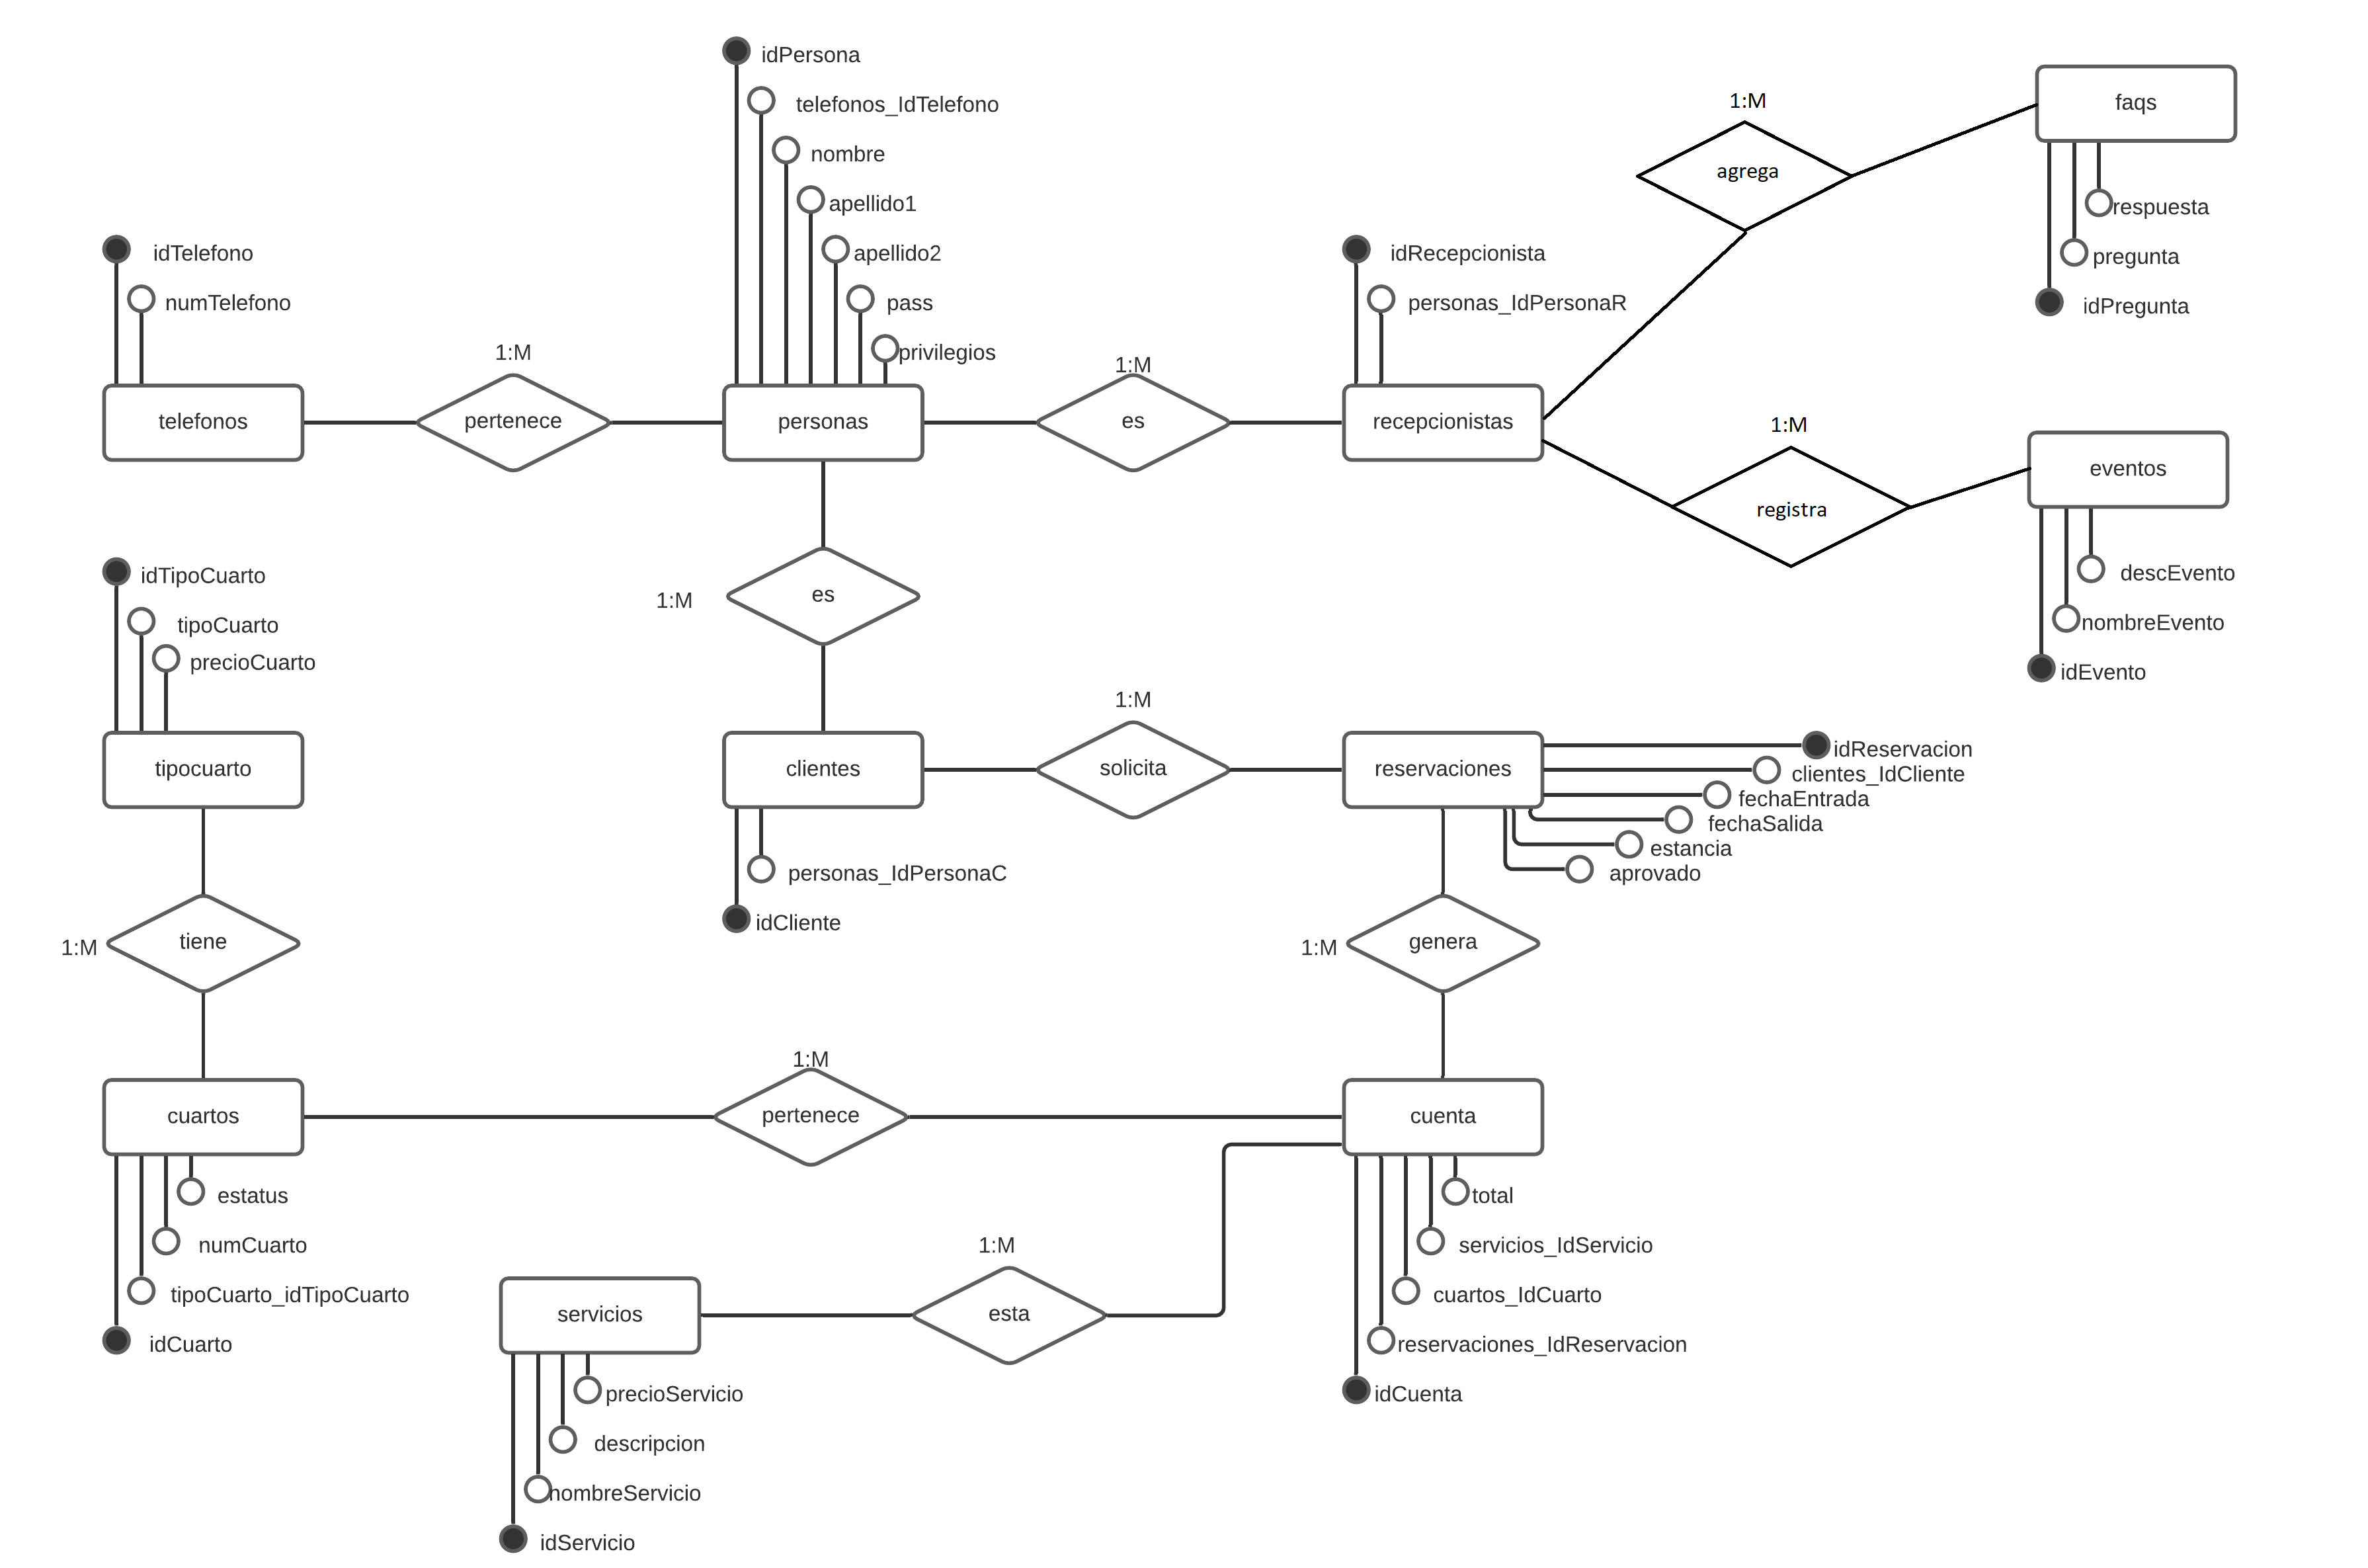 idPersona
telefonos_IdTelefono
nombre
apellido1
apellido2
pass
privilegios
1:M
agrega
faqs
respuesta
pregunta
idPregunta
idTelefono
numTelefono
1:M
telefonos
pertenece
personas
1:M
es
idRecepcionista
personas_IdPersonaR
recepcionistas
1:M
registra
eventos
descEvento
nombreEvento
idEvento
1:M
es
idTipoCuarto
tipoCuarto
precioCuarto
tipocuarto
clientes
1:M
solicita
reservaciones
idReservacion
clientes_IdCliente
fechaEntrada
fechaSalida
estancia
aprovado
personas_IdPersonaC
idCliente
1:M
tiene
1:M
genera
cuartos
1:M
pertenece
cuenta
estatus
numCuarto
tipoCuarto_idTipoCuarto
idCuarto
total
servicios_IdServicio
cuartos_IdCuarto
reservaciones_IdReservacion
idCuenta
servicios
1:M
esta
precioServicio
descripcion
nombreServicio
idServicio